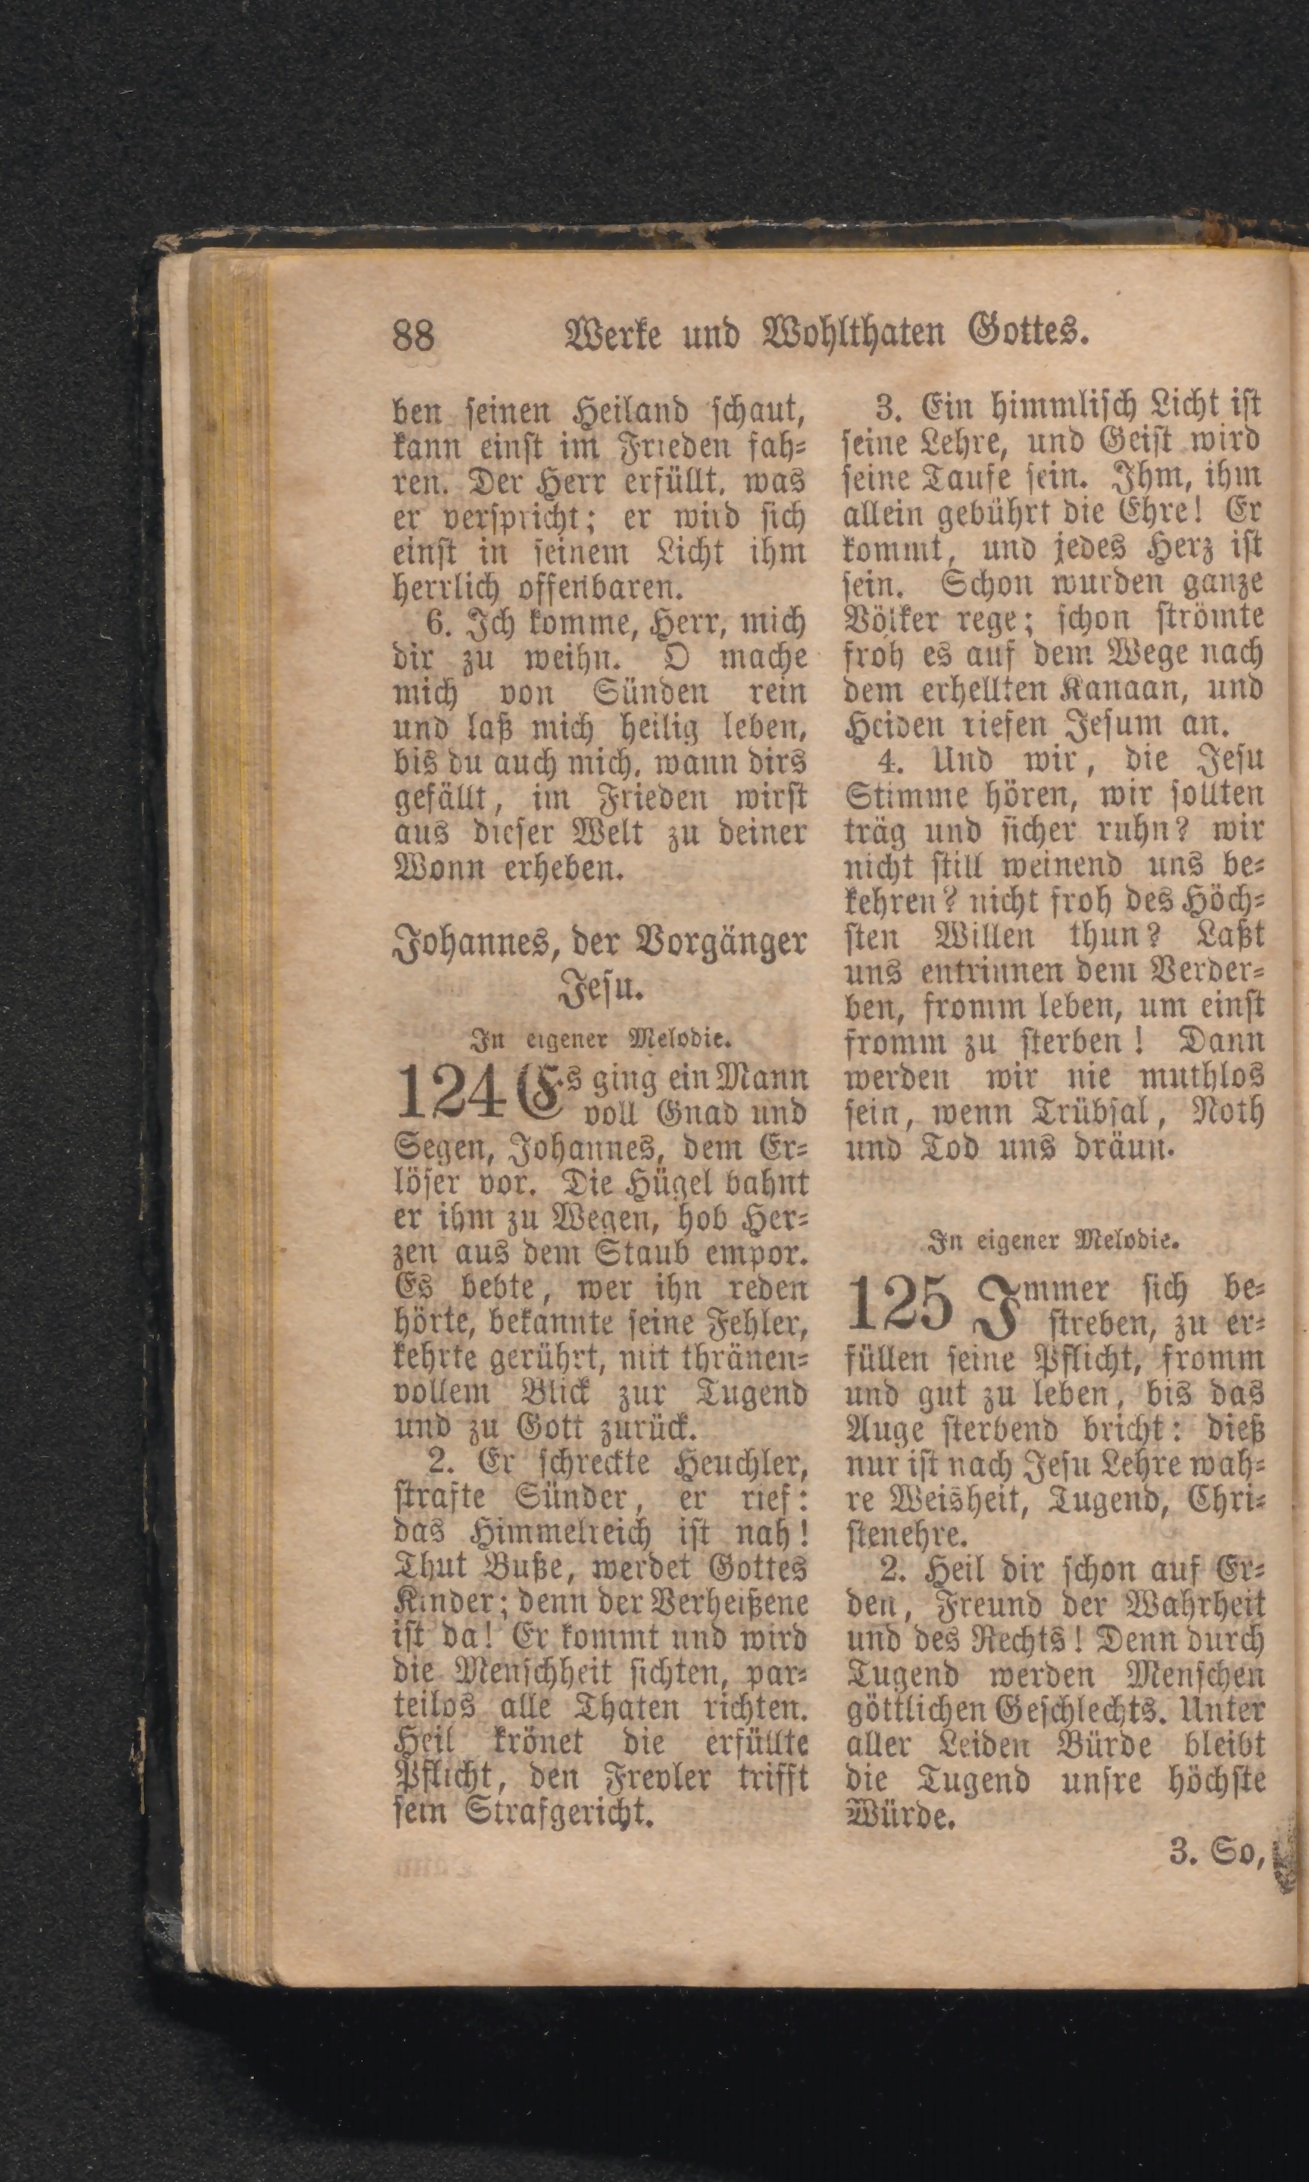 88 Werke und Wohlthaten Gottes.
ben seinen Heiland schaut,
kann einst im Frieden fah-
ren. Der Herr erfüllt, was
er verspricht; er wird sich
einst in seinem Licht ihm
herrlich offenbaren.
6. Ich komme, Herr, mich
dir zu weihn. O mache
mich von Sünden rein
und laß mich heilig leben,
bis du auch mich, wann dirs
gefällt, im Frieden wirst
aus dieser Welt zu deiner
Wonn erheben.
Johannes, der Vorgänger
Jesu.
In eigener Melodie.
124 Es ging ein Mann
voll Gnad und
Segen, Johannes, dem Er-
löser vor. Die Hügel bahnt
er ihm zu Wegen, hob Her-
zen aus dem Staub empor.
Es bebte, wer ihn reden
hörte, bekannte seine Fehler,
kehrte gerührt, mit thränen-
vollem Blick zur Tugend
und zu Gott zurück.
2. Er schreckte Heuchler,
strafte Sünder, er rief:
das Himmelreich ist nah!
Thut Buße, werdet Gottes
Kinder; denn der Verheißene
ist da! Er kommt und wird
die Menschheit sichten, par-
teilos alle Thaten richten.
Heil krönet die erfüllte
Pflicht, den Frevler trifft
sein Strafgericht.
3. Ein himmlisch Licht ist
seine Lehre, und Geist wird
seine Taufe sein. Ihm, ihm
allein gebührt die Ehre! Er
kommt, und jedes Herz ist
sein. Schon wurden ganze
Völker rege; schon strömte
froh es auf dem Wege nach
dem erhellten Kanaan, und
Heiden riefen Jesum an.
4. Und wir, die Jesu
Stimme hören, wir sollten
träg und sicher ruhn? wir
nicht still weinend uns be-
kehren? nicht froh des Höch-
sten Willen thun? Laßt
uns entrinnen dem Verder-
ben, fromm leben, um einst
fromm zu sterben! Dann
werden wir nie muthlos
sein, wenn Trübsal, Noth
und Tod uns dräun.
In eigener Melodie.
125 Immer sich be-
streben, zu er-
füllen seine Pflicht, fromm
und gut zu leben, bis das
Auge sterbend bricht: dieß
nur ist nach Jesu Lehre wah-
re Weisheit, Tugend, Chri-
stenehre.
2. Heil dir schon auf Er-
den, Freund der Wahrheit
und des Rechts! Denn durch
Tugend werden Menschen
göttlichen Geschlechts. Unter
aller Leiden Bürde bleibt
die Tugend unsre höchste
Würde.
3. So,